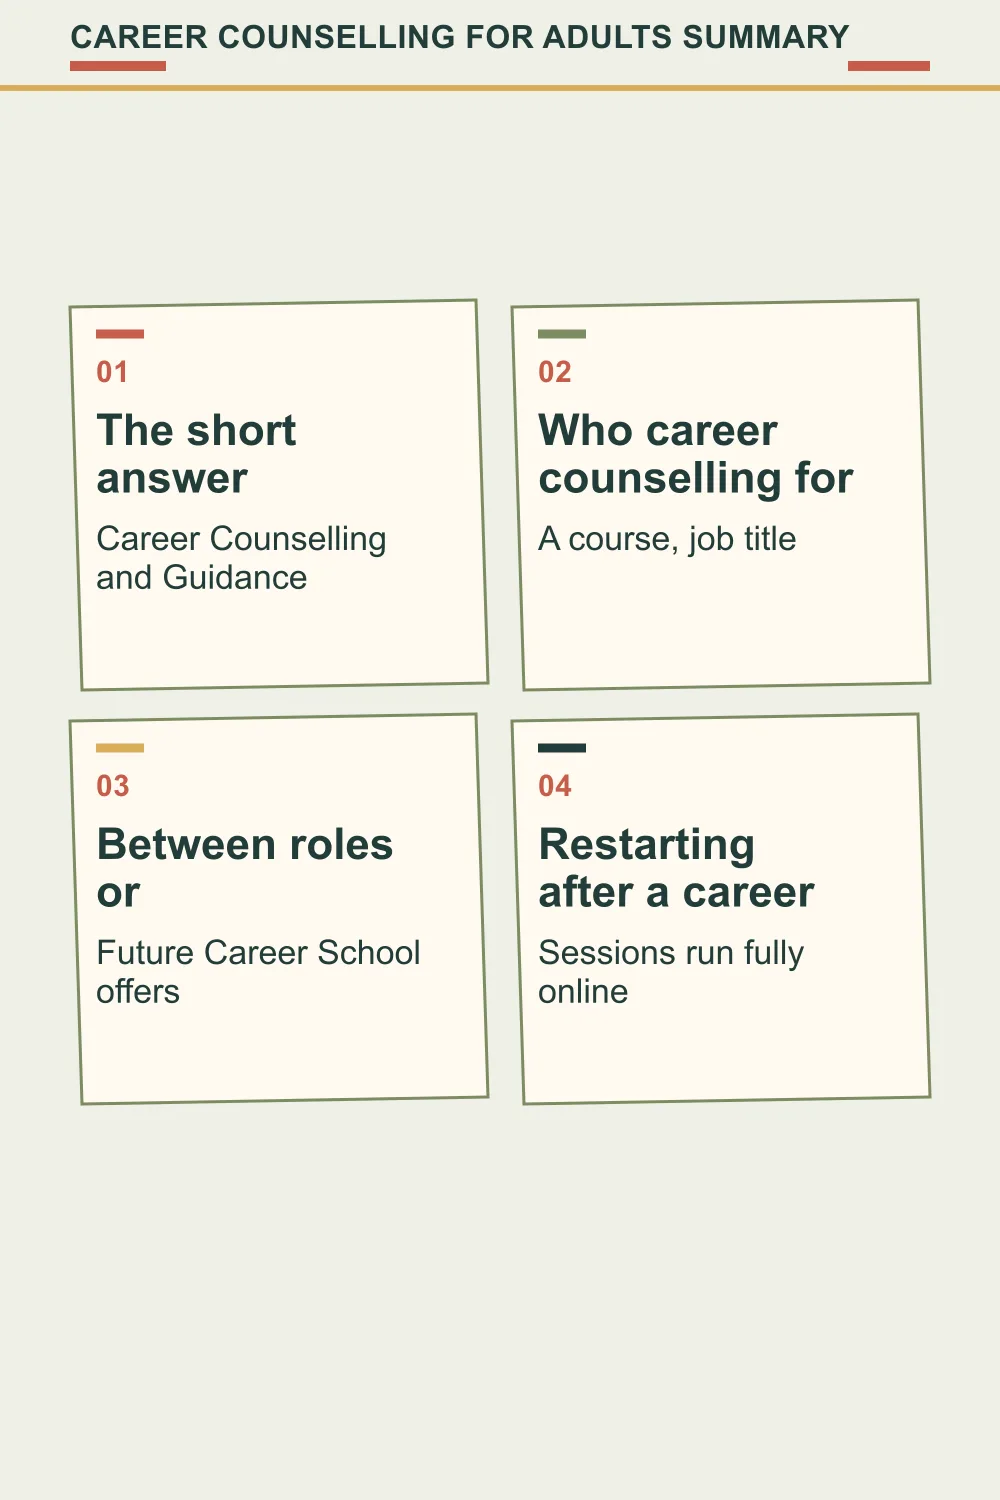 CAREER COUNSELLING FOR ADULTS SUMMARY
01
The short
answer
Career Counselling
and Guidance
02
Who career
counselling for
A course, job title
03
Between roles
or
Future Career School
offers
04
Restarting
after a career
Sessions run fully
online